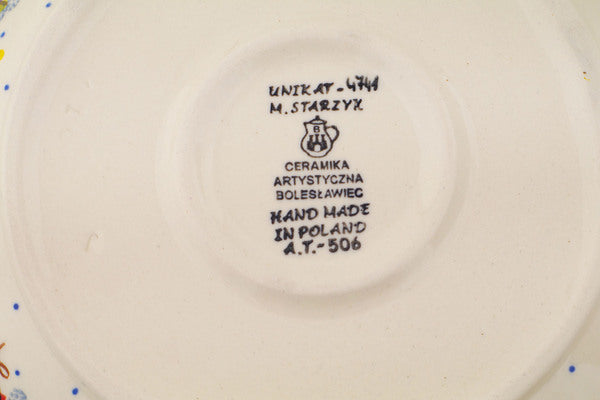 UNIKAT-4741
M. STARZYK
B
CERAMIKA
ARTYSTYCZNA
BOLESŁAWIEC
HAND MADE
IN POLAND
A.T.-506